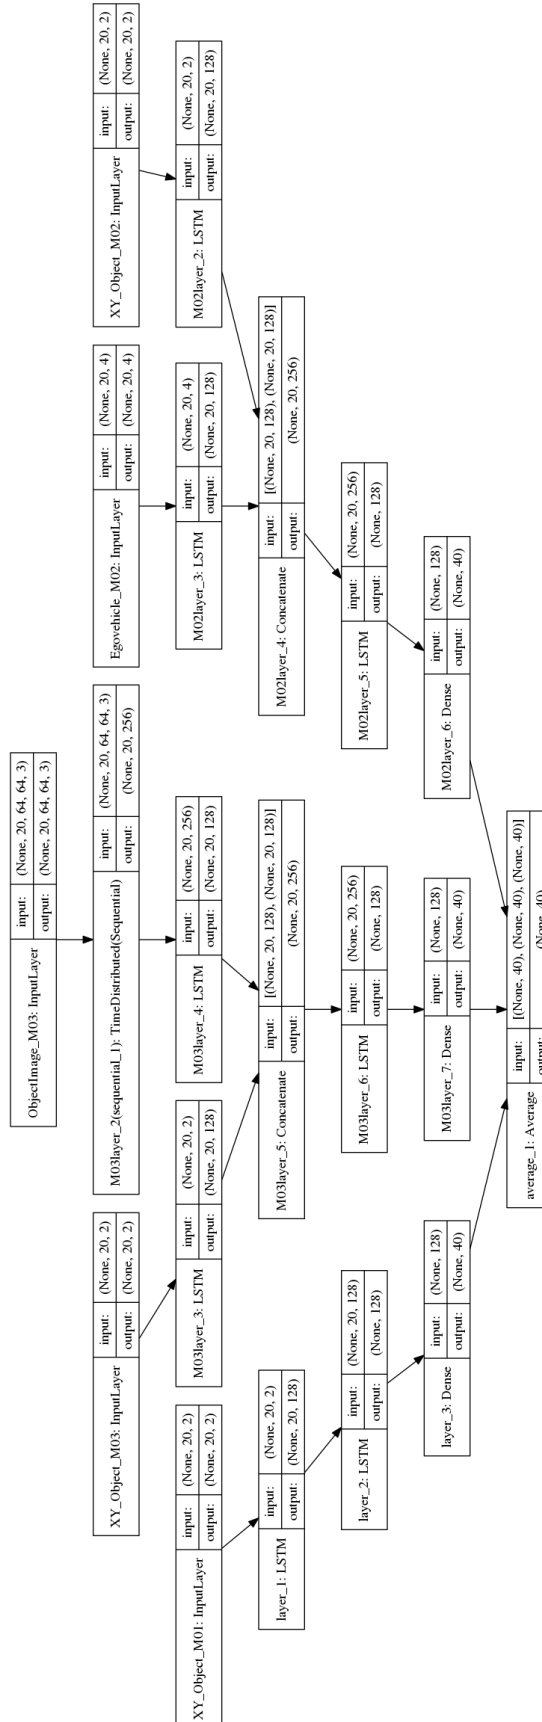 ObjectImage_M03: InputLayer
input: (None, 20, 64, 64, 3)
output: (None, 20, 64, 64, 3)
XY_Object_M03: InputLayer
input: (None, 20, 2)
output: (None, 20, 2)
M03layer_2(sequential_1): TimeDistributed(Sequential)
input: (None, 20, 64, 64, 3)
output: (None, 20, 256)
Egovehicle_M02: InputLayer
input: (None, 20, 4)
output: (None, 20, 4)
XY_Object_M02: InputLayer
input: (None, 20, 2)
output: (None, 20, 2)
XY_Object_M01: InputLayer
input: (None, 20, 2)
output: (None, 20, 2)
M03layer_3: LSTM
input: (None, 20, 2)
output: (None, 20, 128)
M03layer_4: LSTM
input: (None, 20, 256)
output: (None, 20, 128)
M02layer_3: LSTM
input: (None, 20, 4)
output: (None, 20, 128)
M02layer_2: LSTM
input: (None, 20, 2)
output: (None, 20, 128)
layer_1: LSTM
input: (None, 20, 2)
output: (None, 20, 128)
M03layer_5: Concatenate
input: [(None, 20, 128), (None, 20, 128)]
output: (None, 20, 256)
M02layer_4: Concatenate
input: [(None, 20, 128), (None, 20, 128)]
output: (None, 20, 256)
layer_2: LSTM
input: (None, 20, 128)
output: (None, 128)
M03layer_6: LSTM
input: (None, 20, 256)
output: (None, 128)
M02layer_5: LSTM
input: (None, 20, 256)
output: (None, 128)
layer_3: Dense
input: (None, 128)
output: (None, 40)
M03layer_7: Dense
input: (None, 128)
output: (None, 40)
M02layer_6: Dense
input: (None, 128)
output: (None, 40)
average_1: Average
input: [(None, 40), (None, 40), (None, 40)]
output: (None, 40)